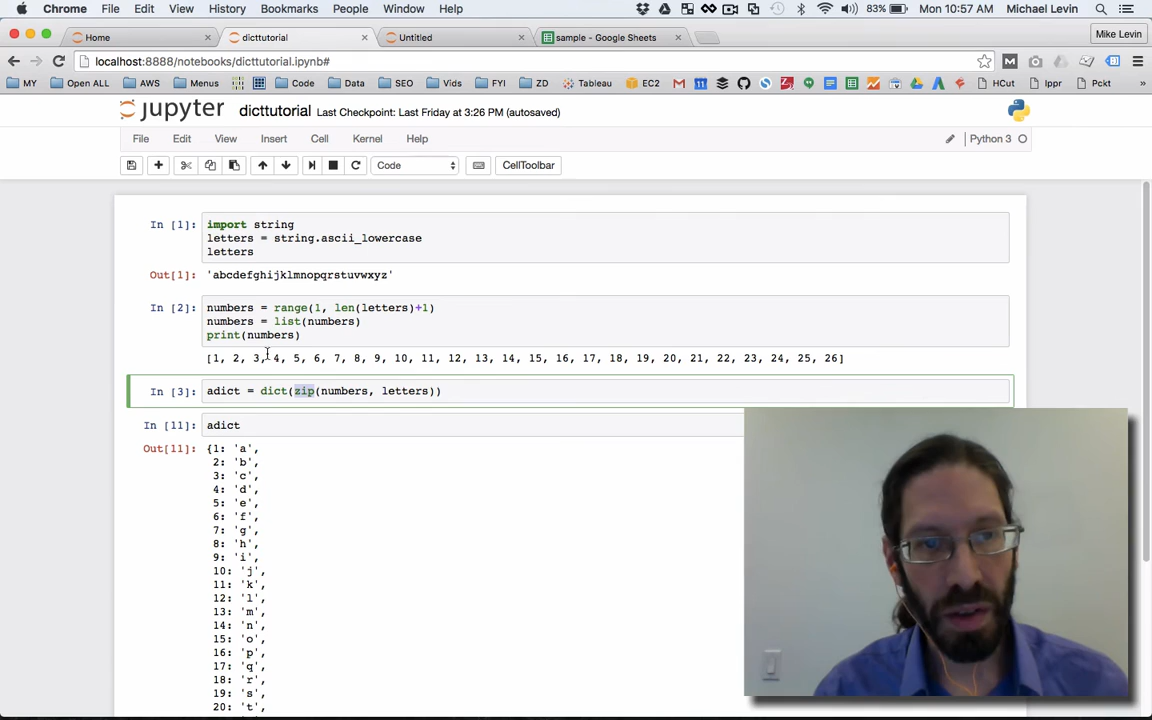 Chrome File Edit View History Bookmarks People Window Help 83% Mon 10:57 AM Michael Levin
Home dicttutorial Untitled sample - Google Sheets Mike Levin
localhost:8888/notebooks/dicttutorial.ipynb#
MY Open ALL AWS Menus Code Data SEO Vids FYI ZD Tableau EC2 HCut Ippr Pckt »
jupyter dicttutorial Last Checkpoint: Last Friday at 3:26 PM (autosaved)
File Edit View Insert Cell Kernel Help Python 3
Code CellToolbar
In [1]: import string
letters = string.ascii_lowercase
letters
Out[1]: 'abcdefghijklmnopqrstuvwxyz'
In [2]: numbers = range(1, len(letters)+1)
numbers = list(numbers)
print(numbers)
[1, 2, 3, 4, 5, 6, 7, 8, 9, 10, 11, 12, 13, 14, 15, 16, 17, 18, 19, 20, 21, 22, 23, 24, 25, 26]
In [3]: adict = dict(zip(numbers, letters))
In [11]: adict
Out[11]: {1: 'a',
2: 'b',
3: 'c',
4: 'd',
5: 'e',
6: 'f',
7: 'g',
8: 'h',
9: 'i',
10: 'j',
11: 'k',
12: 'l',
13: 'm',
14: 'n',
15: 'o',
16: 'p',
17: 'q',
18: 'r',
19: 's',
20: 't',